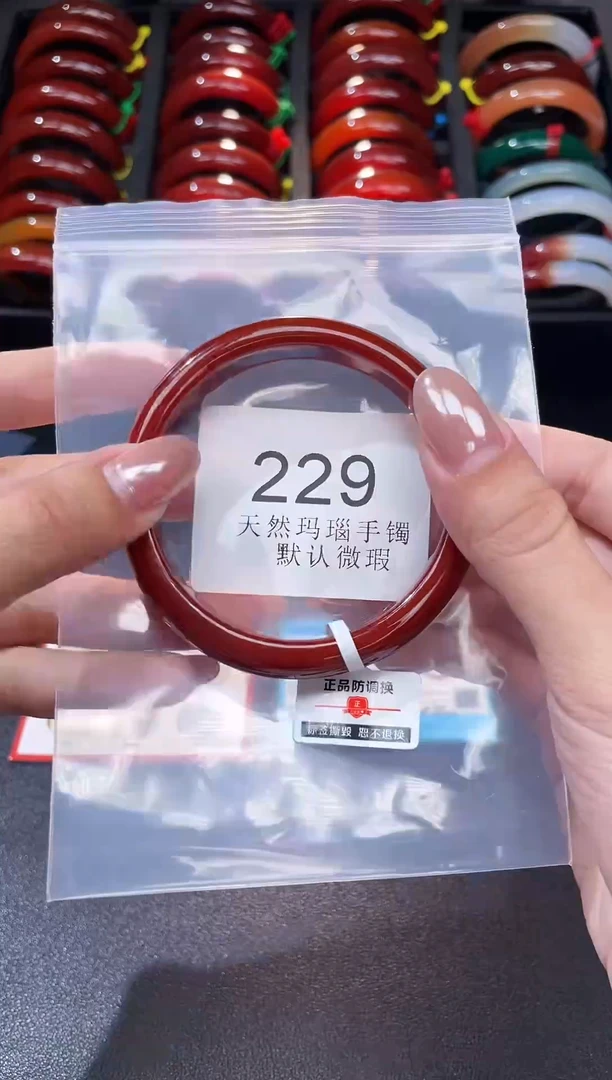 229
天然玛瑙手镯
默认微瑕
正品防调换
正
标签撕毁 恕不退换